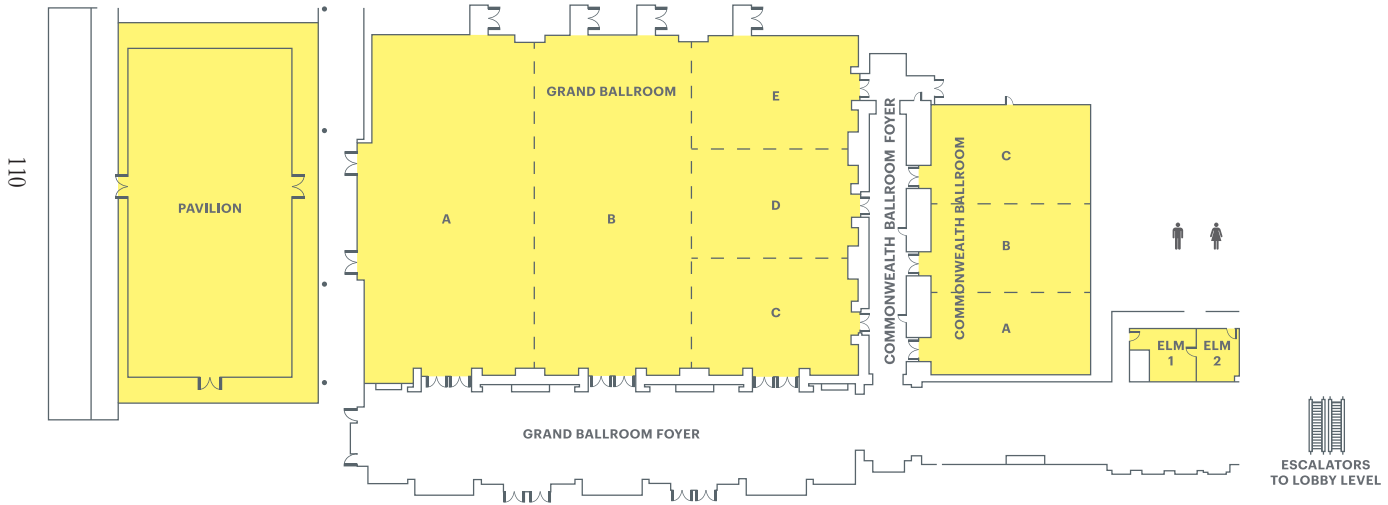 110
PAVILION
GRAND BALLROOM
A
B
E
D
C
COMMONWEALTH BALLROOM FOYER
COMMONWEALTH BALLROOM
C
B
A
ELM
1
ELM
2
GRAND BALLROOM FOYER
ESCALATORS
TO LOBBY LEVEL